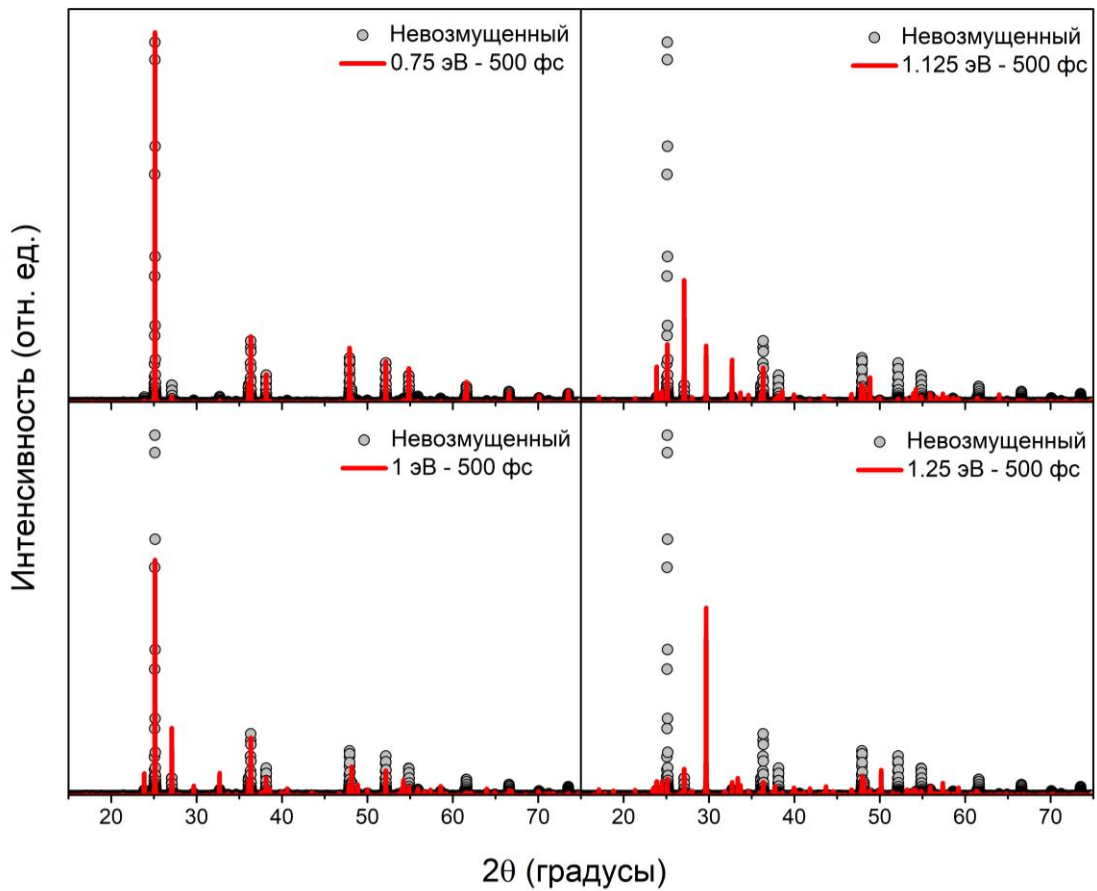 Интенсивность (отн. ед.)
Невозмущенный
0.75 эВ - 500 фс
Невозмущенный
1.125 эВ - 500 фс
Невозмущенный
1 эВ - 500 фс
Невозмущенный
1.25 эВ - 500 фс
20 30 40 50 60 70 20 30 40 50 60 70
2θ (градусы)